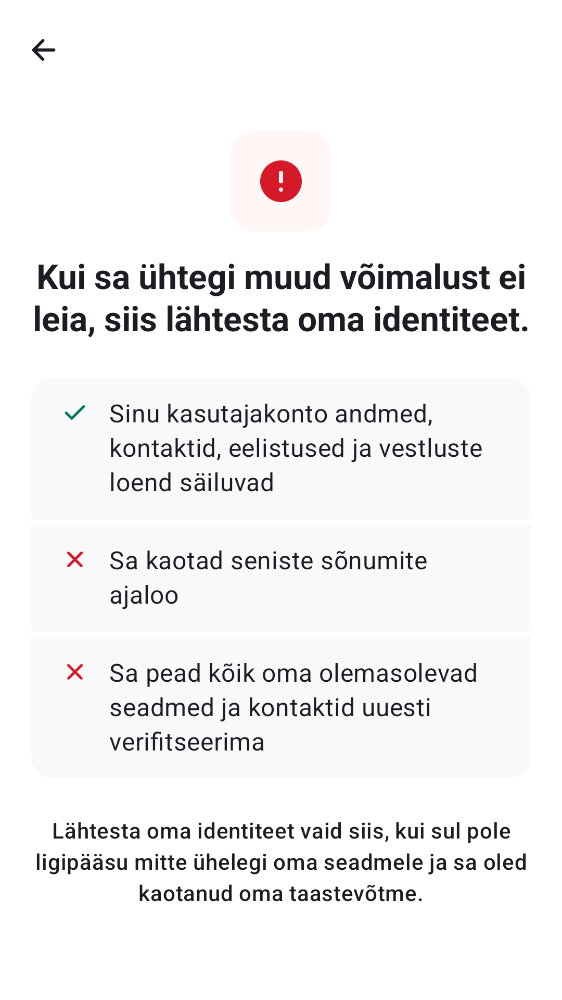 Kui sa ühtegi muud võimalust ei
leia, siis lähtesta oma identiteet.
Sinu kasutajakonto andmed,
kontaktid, eelistused ja vestluste
loend säiluvad
Sa kaotad seniste sõnumite
ajaloo
Sa pead kõik oma olemasolevad
seadmed ja kontaktid uuesti
verifitseerima
Lähtesta oma identiteet vaid siis, kui sul pole
ligipääsu mitte ühelegi oma seadmele ja sa oled
kaotanud oma taastevõtme.